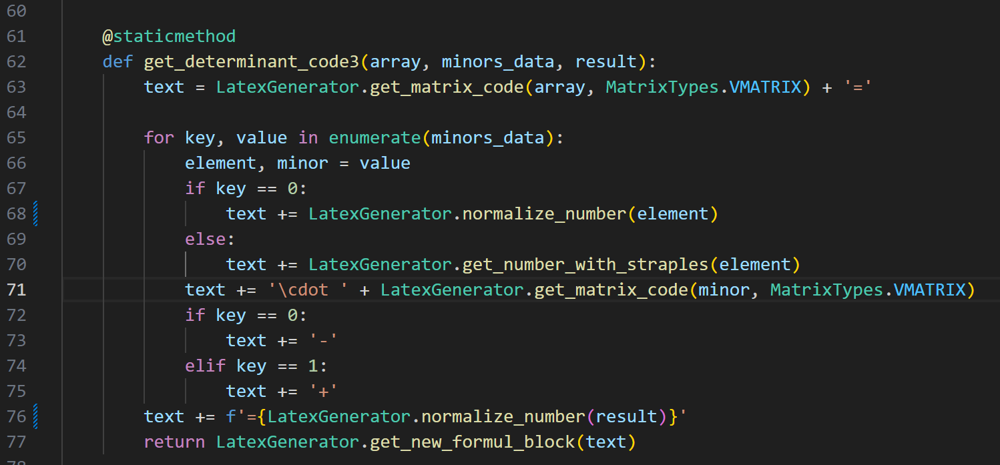 60
61 @staticmethod
62 def get_determinant_code3(array, minors_data, result):
63 text = LatexGenerator.get_matrix_code(array, MatrixTypes.VMATRIX) + '='
64
65 for key, value in enumerate(minors_data):
66 element, minor = value
67 if key == 0:
68 text += LatexGenerator.normalize_number(element)
69 else:
70 text += LatexGenerator.get_number_with_straples(element)
71 text += '\cdot ' + LatexGenerator.get_matrix_code(minor, MatrixTypes.VMATRIX)
72 if key == 0:
73 text += '-'
74 elif key == 1:
75 text += '+'
76 text += f'={LatexGenerator.normalize_number(result)}'
77 return LatexGenerator.get_new_formul_block(text)
78